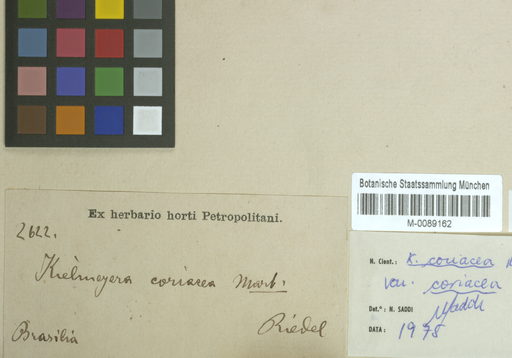 Ex herbario horti Petropolitani.
2622.
Kielmeyera coriacea Mart:
Brasilia
Riedel
Botanische Staatssammlung München
M-0089162
N. Cient.: K. coriacea
var. coriacea
Det.º: N. SADDI Saddi
DATA: 1975